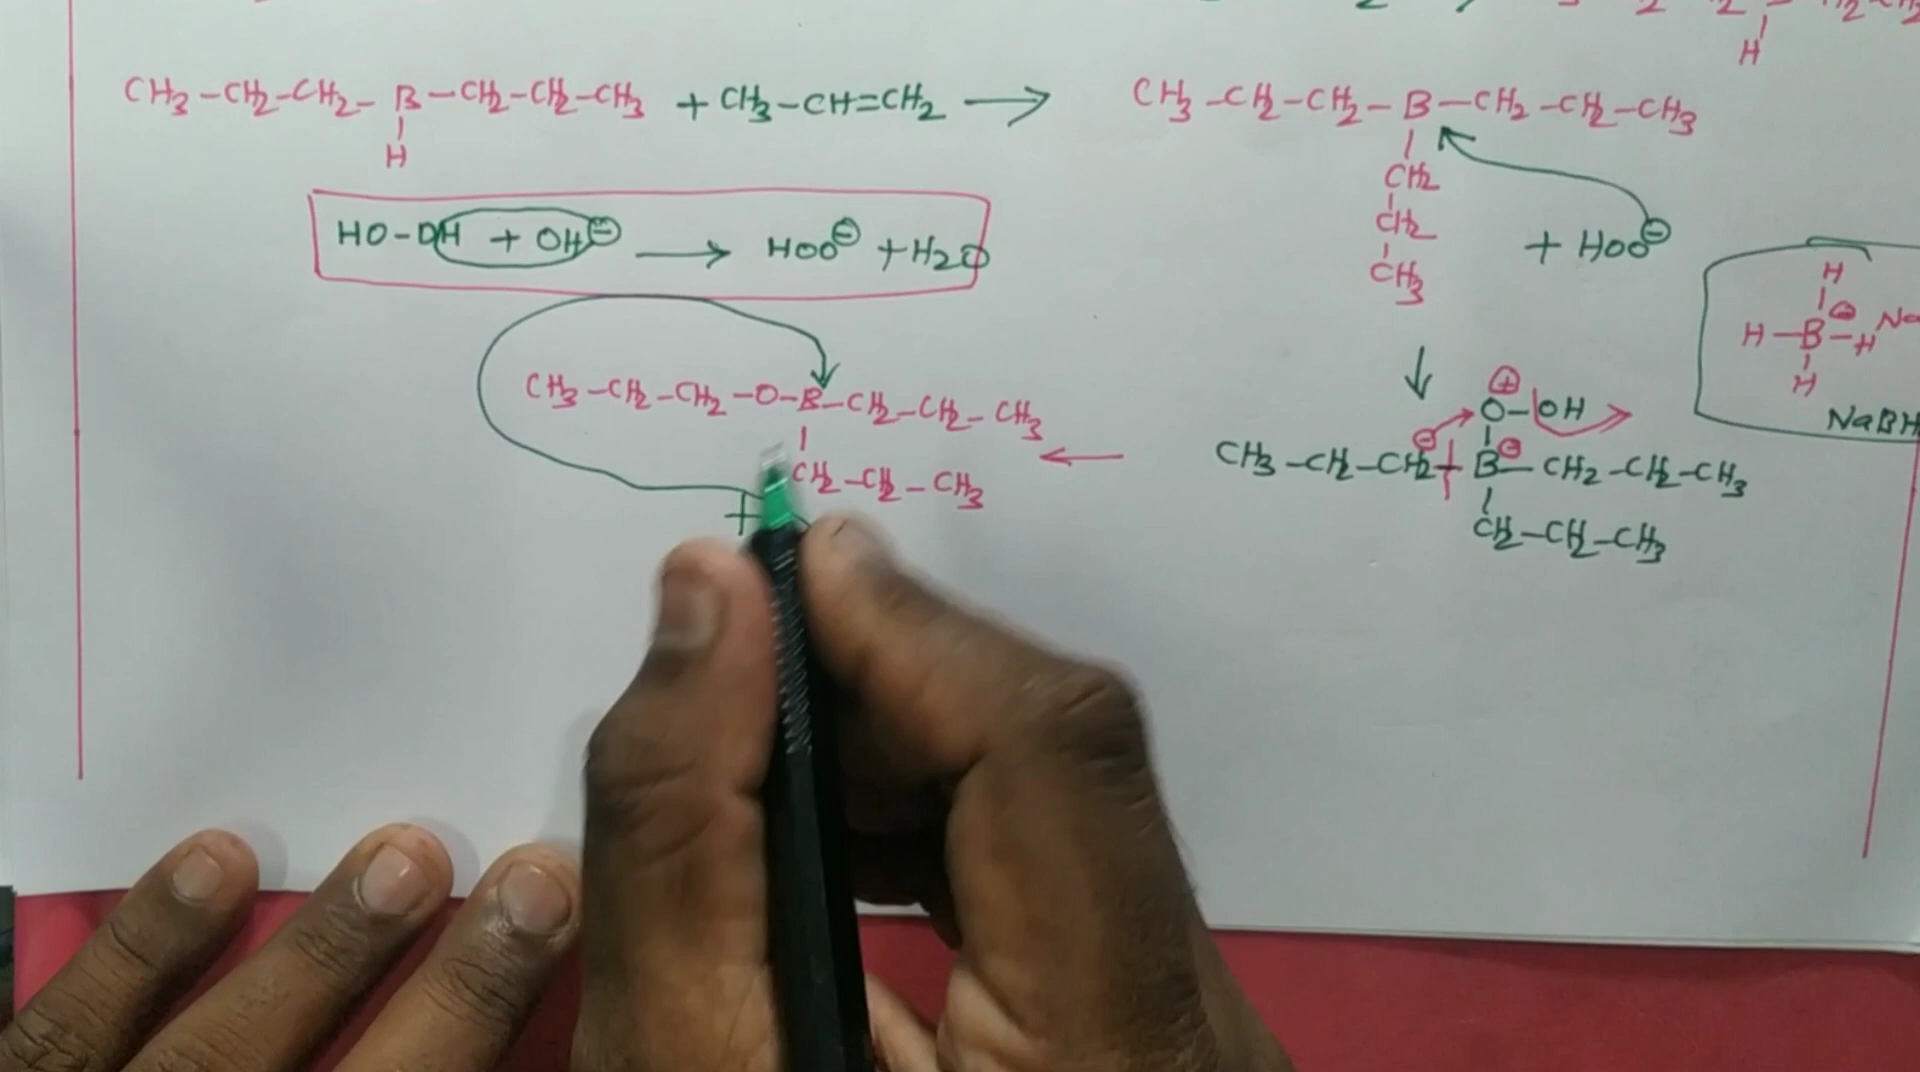 H
CH3-CH2-CH2-B-CH2-CH2-CH3 + CH3-CH=CH2 ⟶ CH3-CH2-CH2-B-CH2-CH2-CH3
H
CH2
CH2
CH3
HO-OH + OH⊖ ⟶ HOO⊖ + H2O
+ HOO⊖
H
H-B⊖-H
H
NaBH
CH3-CH2-CH2-O-B-CH2-CH2-CH3
CH2-CH2-CH3
+
⊕
O-OH
CH3-CH2-CH2⊖-B⊖-CH2-CH2-CH3
CH2-CH2-CH3